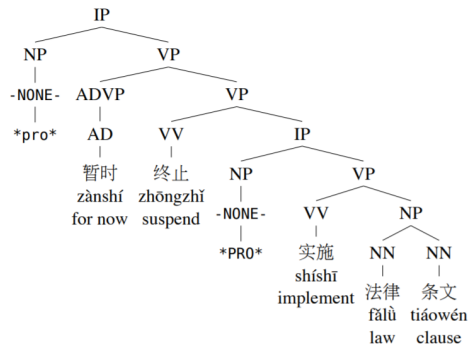 IP
NP VP
-NONE- ADVP VP
*pro* AD VV IP
暂时 终止 NP VP
zànshí zhōngzhǐ -NONE- VV NP
for now suspend *PRO* 实施 NN NN
shíshī 法律 条文
implement fǎlǜ tiáowén
law clause